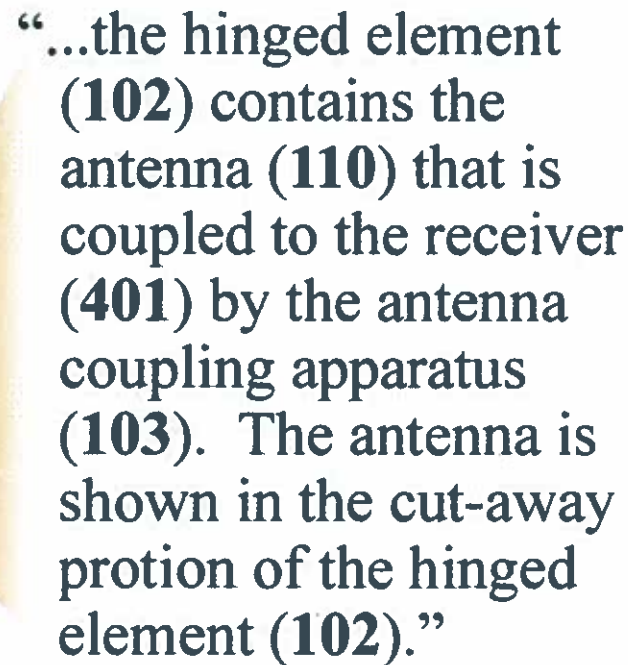 “...the hinged element
(102) contains the
antenna (110) that is
coupled to the receiver
(401) by the antenna
coupling apparatus
(103). The antenna is
shown in the cut-away
protion of the hinged
element (102).”